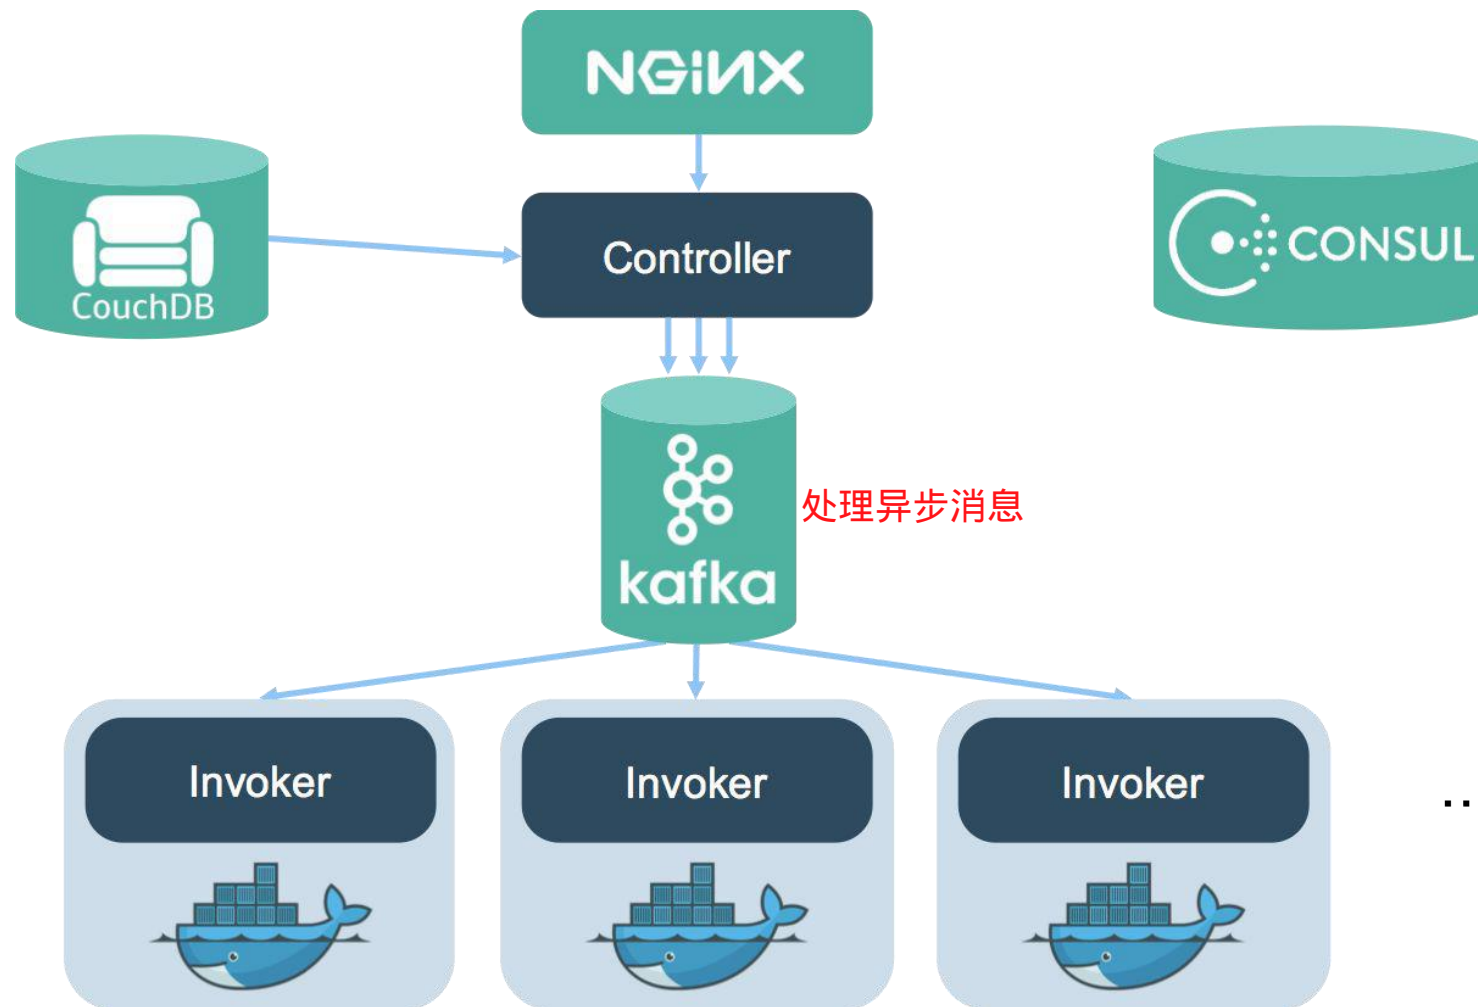 NGINX
CouchDB
Controller
CONSUL
kafka
处理异步消息
Invoker
Invoker
Invoker
..